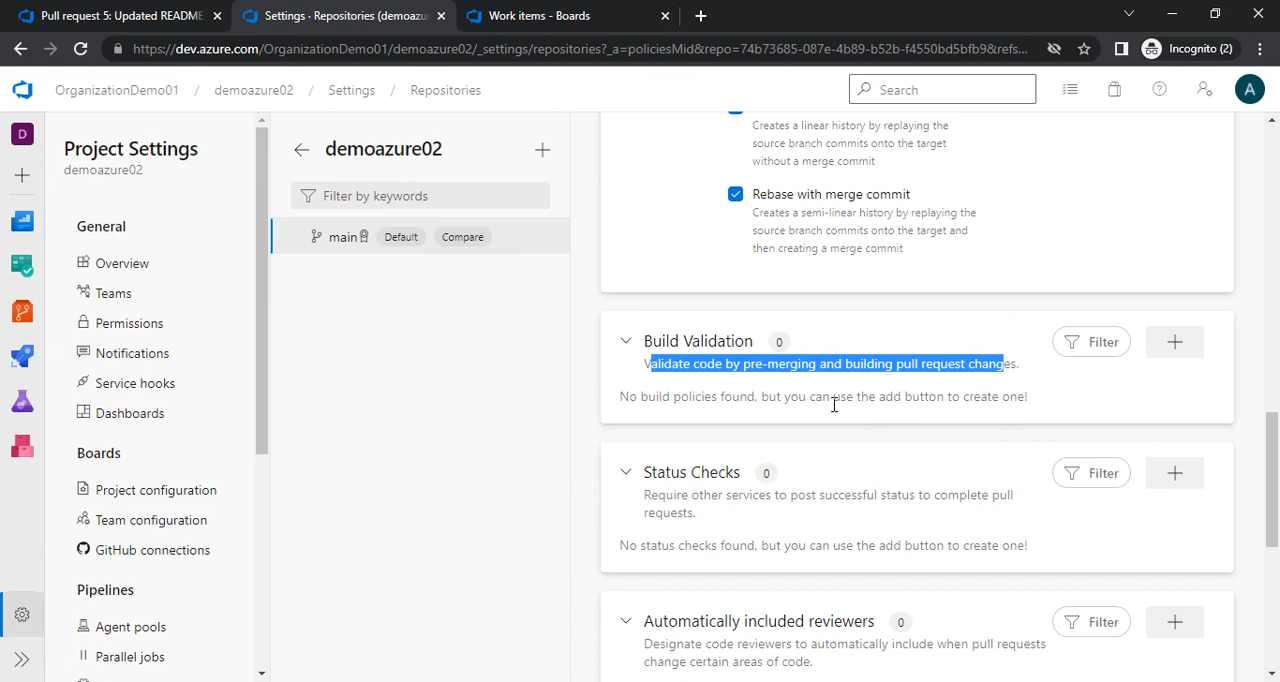 Pull request 5: Updated README
Settings · Repositories (demoazu
Work items - Boards
https://dev.azure.com/OrganizationDemo01/demoazure02/_settings/repositories?_a=policiesMid&repo=74b73685-087e-4b89-b52b-f4550bd5bfb9&refs...
Incognito (2)
OrganizationDemo01 / demoazure02 / Settings / Repositories
Search
A
D
Project Settings
demoazure02
General
Overview
Teams
Permissions
Notifications
Service hooks
Dashboards
Boards
Project configuration
Team configuration
GitHub connections
Pipelines
Agent pools
Parallel jobs
demoazure02
Filter by keywords
main Default Compare
Creates a linear history by replaying the
source branch commits onto the target
without a merge commit
Rebase with merge commit
Creates a semi-linear history by replaying the
source branch commits onto the target and
then creating a merge commit
Build Validation 0
Filter
Validate code by pre-merging and building pull request changes.
No build policies found, but you can use the add button to create one!
Status Checks 0
Filter
Require other services to post successful status to complete pull
requests.
No status checks found, but you can use the add button to create one!
Automatically included reviewers 0
Filter
Designate code reviewers to automatically include when pull requests
change certain areas of code.